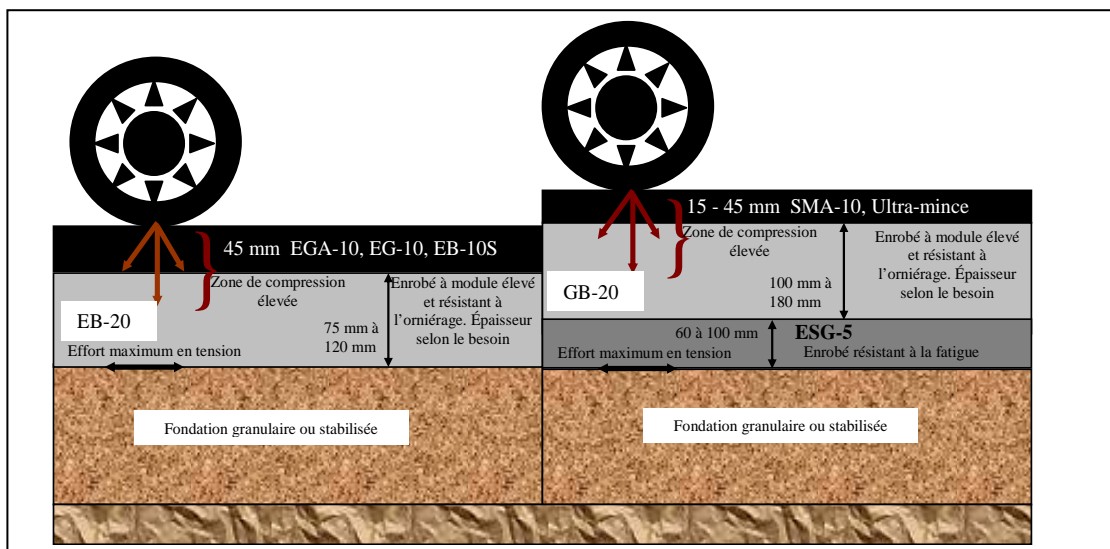 45 mm EGA-10, EG-10, EB-10S
Zone de compression
élevée
EB-20
Enrobé à module élevé
et résistant à
l’orniérage. Épaisseur
selon le besoin
75 mm à
120 mm
Effort maximum en tension
Fondation granulaire ou stabilisée
15 - 45 mm SMA-10, Ultra-mince
Zone de compression
élevée
GB-20
Enrobé à module élevé et
résistant à
l’orniérage. Épaisseur
selon le besoin
100 mm à
180 mm
60 à 100 mm
ESG-5
Effort maximum en tension
Enrobé résistant à la fatigue
Fondation granulaire ou stabilisée